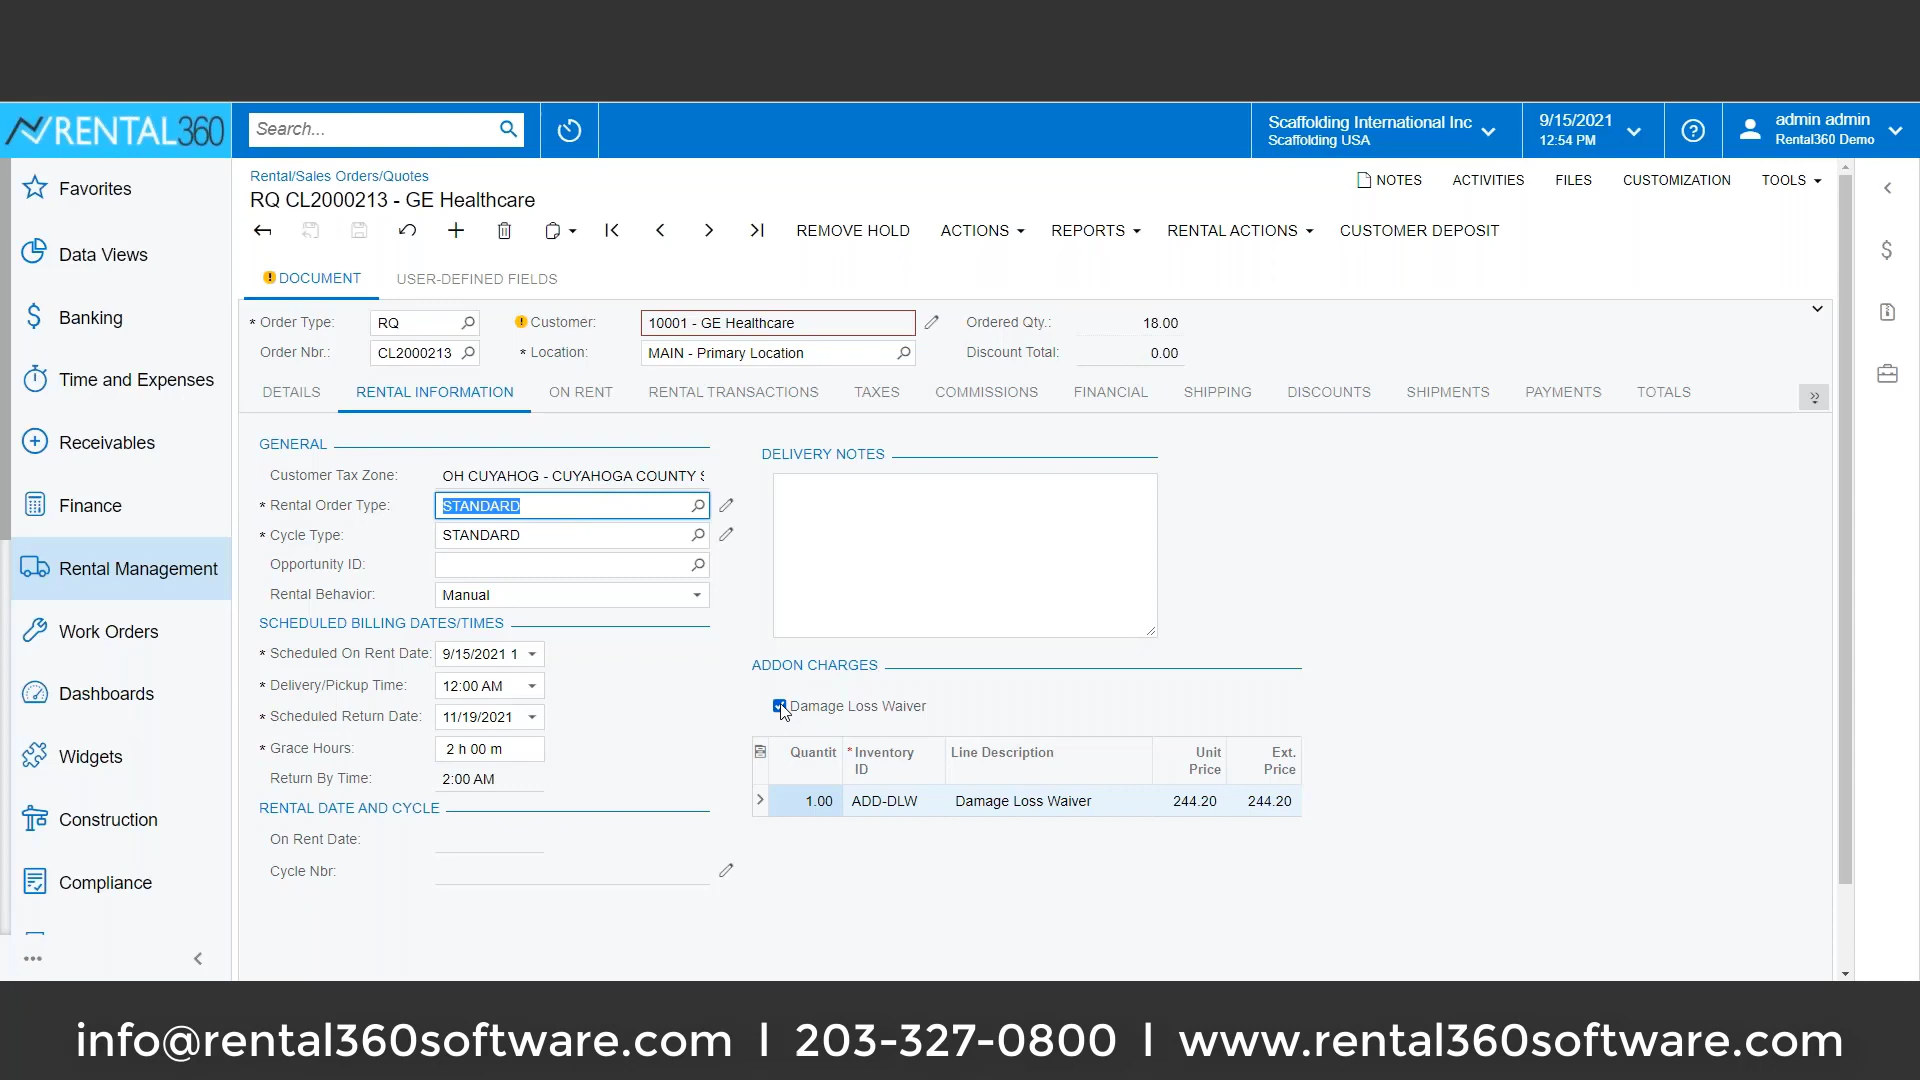 RENTAL360
Search...
Scaffolding International Inc
Scaffolding USA
9/15/2021
12:54 PM
admin admin
Rental360 Demo
Favorites
Data Views
Banking
Time and Expenses
Receivables
Finance
Rental Management
Work Orders
Dashboards
Widgets
Construction
Compliance
Rental/Sales Orders/Quotes
RQ CL2000213 - GE Healthcare
NOTES ACTIVITIES FILES CUSTOMIZATION TOOLS
REMOVE HOLD ACTIONS REPORTS RENTAL ACTIONS CUSTOMER DEPOSIT
DOCUMENT USER-DEFINED FIELDS
* Order Type: RQ
Customer: 10001 - GE Healthcare
Ordered Qty.: 18.00
Order Nbr.: CL2000213
* Location: MAIN - Primary Location
Discount Total: 0.00
DETAILS RENTAL INFORMATION ON RENT RENTAL TRANSACTIONS TAXES COMMISSIONS FINANCIAL SHIPPING DISCOUNTS SHIPMENTS PAYMENTS TOTALS
GENERAL
Customer Tax Zone: OH CUYAHOG - CUYAHOGA COUNTY S
* Rental Order Type: STANDARD
* Cycle Type: STANDARD
Opportunity ID:
Rental Behavior: Manual
SCHEDULED BILLING DATES/TIMES
* Scheduled On Rent Date: 9/15/2021 1
* Delivery/Pickup Time: 12:00 AM
* Scheduled Return Date: 11/19/2021
* Grace Hours: 2 h 00 m
Return By Time: 2:00 AM
RENTAL DATE AND CYCLE
On Rent Date:
Cycle Nbr:
DELIVERY NOTES
ADDON CHARGES
Damage Loss Waiver
Quantit * Inventory ID Line Description Unit Price Ext. Price
1.00 ADD-DLW Damage Loss Waiver 244.20 244.20
info@rental360software.com | 203-327-0800 | www.rental360software.com